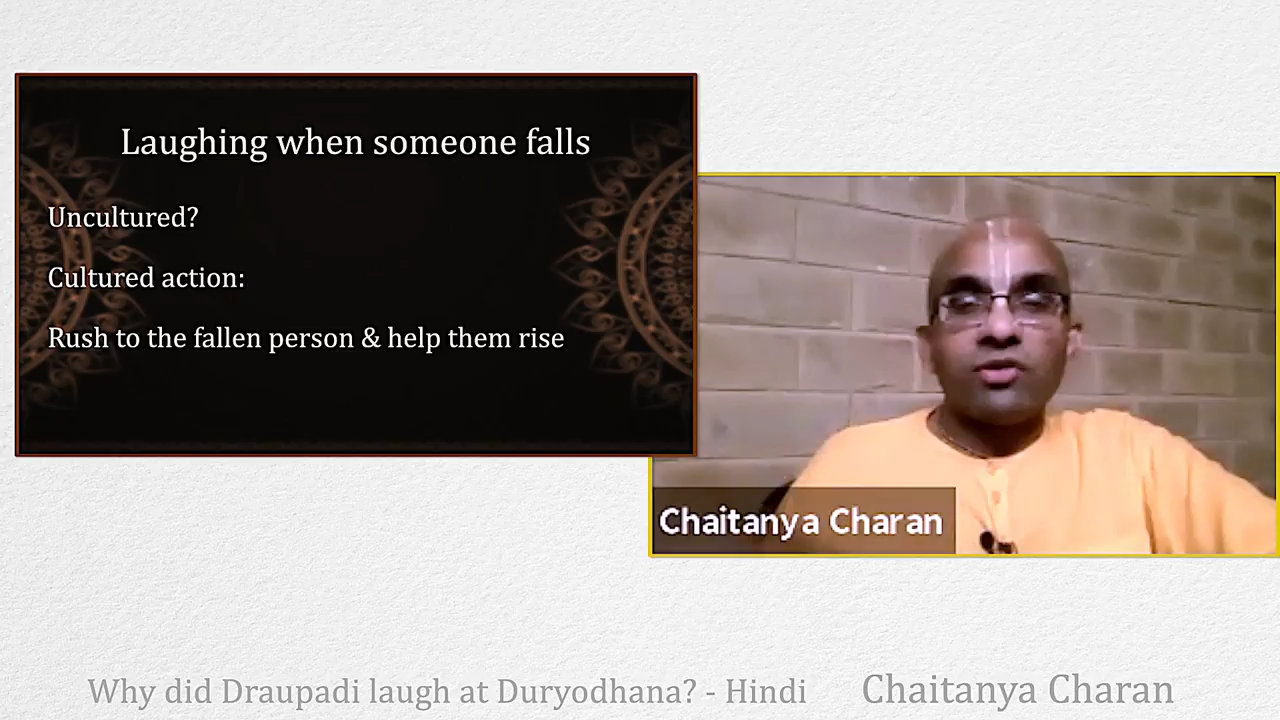 Laughing when someone falls
Uncultured?
Cultured action:
Rush to the fallen person & help them rise
Chaitanya Charan
Why did Draupadi laugh at Duryodhana? - Hindi
Chaitanya Charan